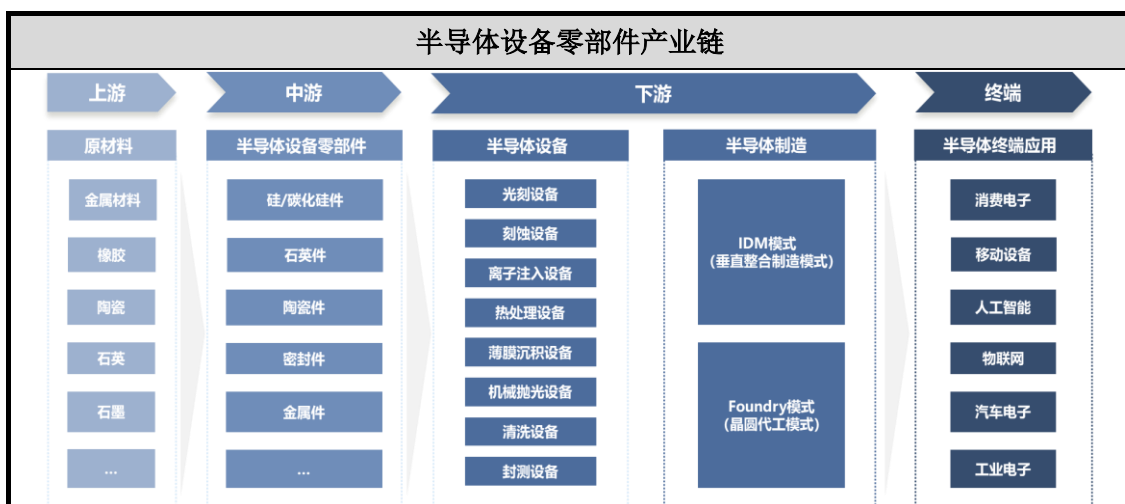 半导体设备零部件产业链
上游
中游
下游
终端
原材料
半导体设备零部件
半导体设备
半导体制造
半导体终端应用
金属材料
橡胶
陶瓷
石英
石墨
...
硅/碳化硅件
石英件
陶瓷件
密封件
金属件
...
光刻设备
刻蚀设备
离子注入设备
热处理设备
薄膜沉积设备
机械抛光设备
清洗设备
封测设备
IDM模式
(垂直整合制造模式)
Foundry模式
(晶圆代工模式)
消费电子
移动设备
人工智能
物联网
汽车电子
工业电子